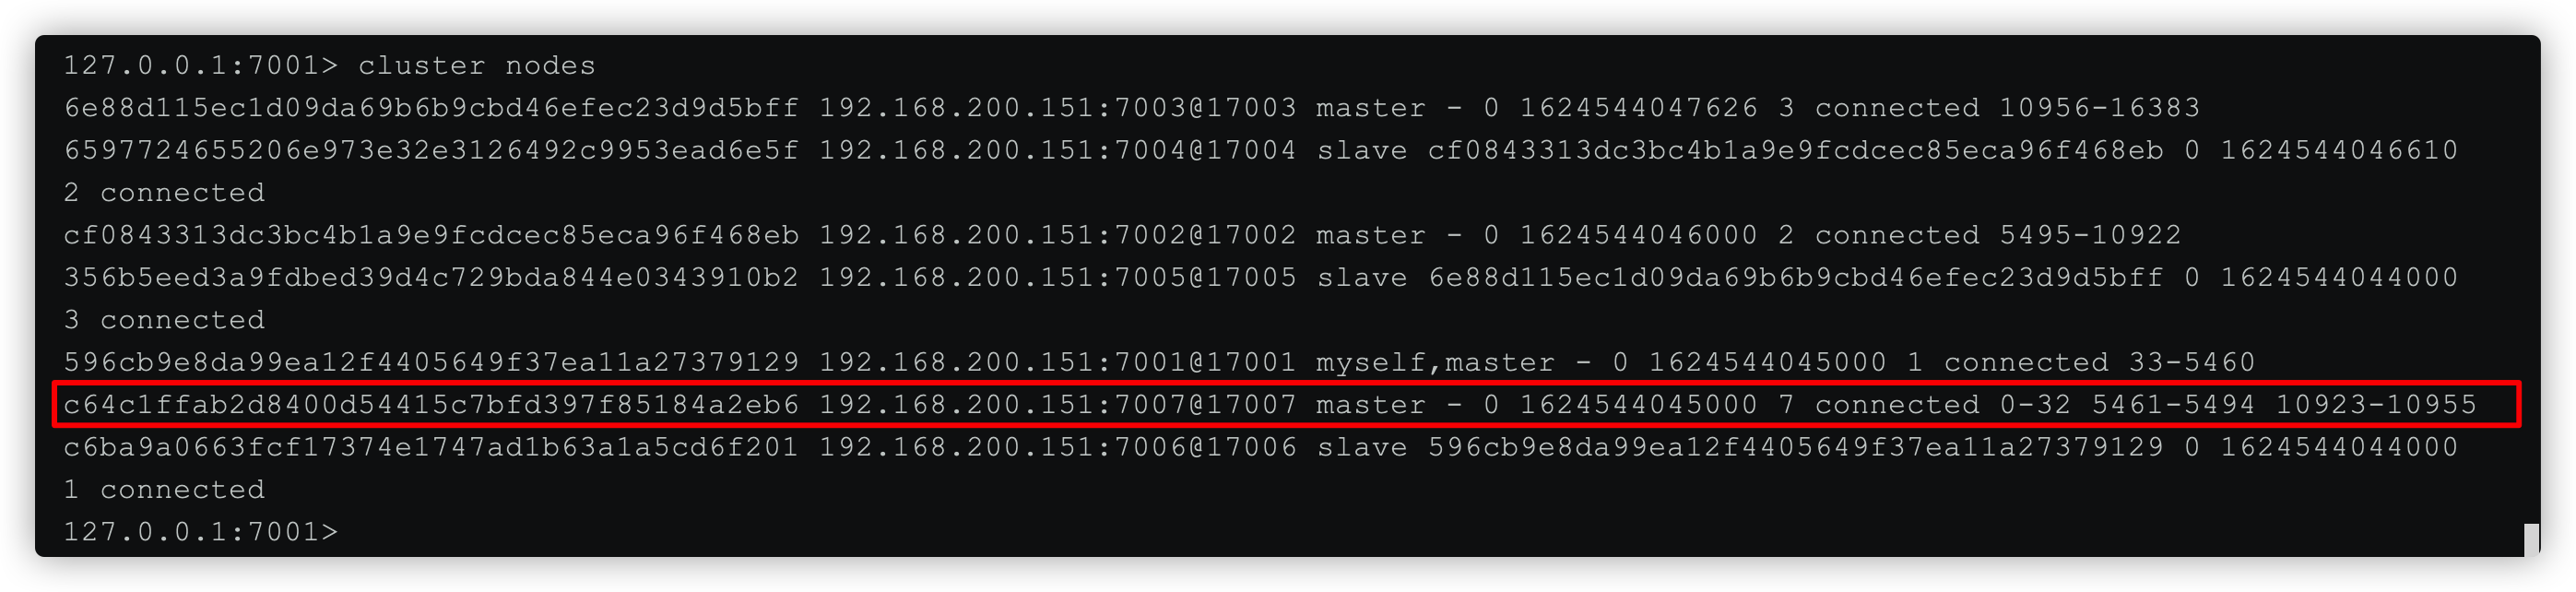 127.0.0.1:7001> cluster nodes
6e88d115ec1d09da69b6b9cbd46efec23d9d5bff 192.168.200.151:7003@17003 master - 0 1624544047626 3 connected 10956-16383
6597724655206e973e32e3126492c9953ead6e5f 192.168.200.151:7004@17004 slave cf0843313dc3bc4b1a9e9fcdcec85eca96f468eb 0 1624544046610
2 connected
cf0843313dc3bc4b1a9e9fcdcec85eca96f468eb 192.168.200.151:7002@17002 master - 0 1624544046000 2 connected 5495-10922
356b5eed3a9fdbed39d4c729bda844e0343910b2 192.168.200.151:7005@17005 slave 6e88d115ec1d09da69b6b9cbd46efec23d9d5bff 0 1624544044000
3 connected
596cb9e8da99ea12f4405649f37ea11a27379129 192.168.200.151:7001@17001 myself,master - 0 1624544045000 1 connected 33-5460
c64c1ffab2d8400d54415c7bfd397f85184a2eb6 192.168.200.151:7007@17007 master - 0 1624544045000 7 connected 0-32 5461-5494 10923-10955
c6ba9a0663fcf17374e1747ad1b63a1a5cd6f201 192.168.200.151:7006@17006 slave 596cb9e8da99ea12f4405649f37ea11a27379129 0 1624544044000
1 connected
127.0.0.1:7001>